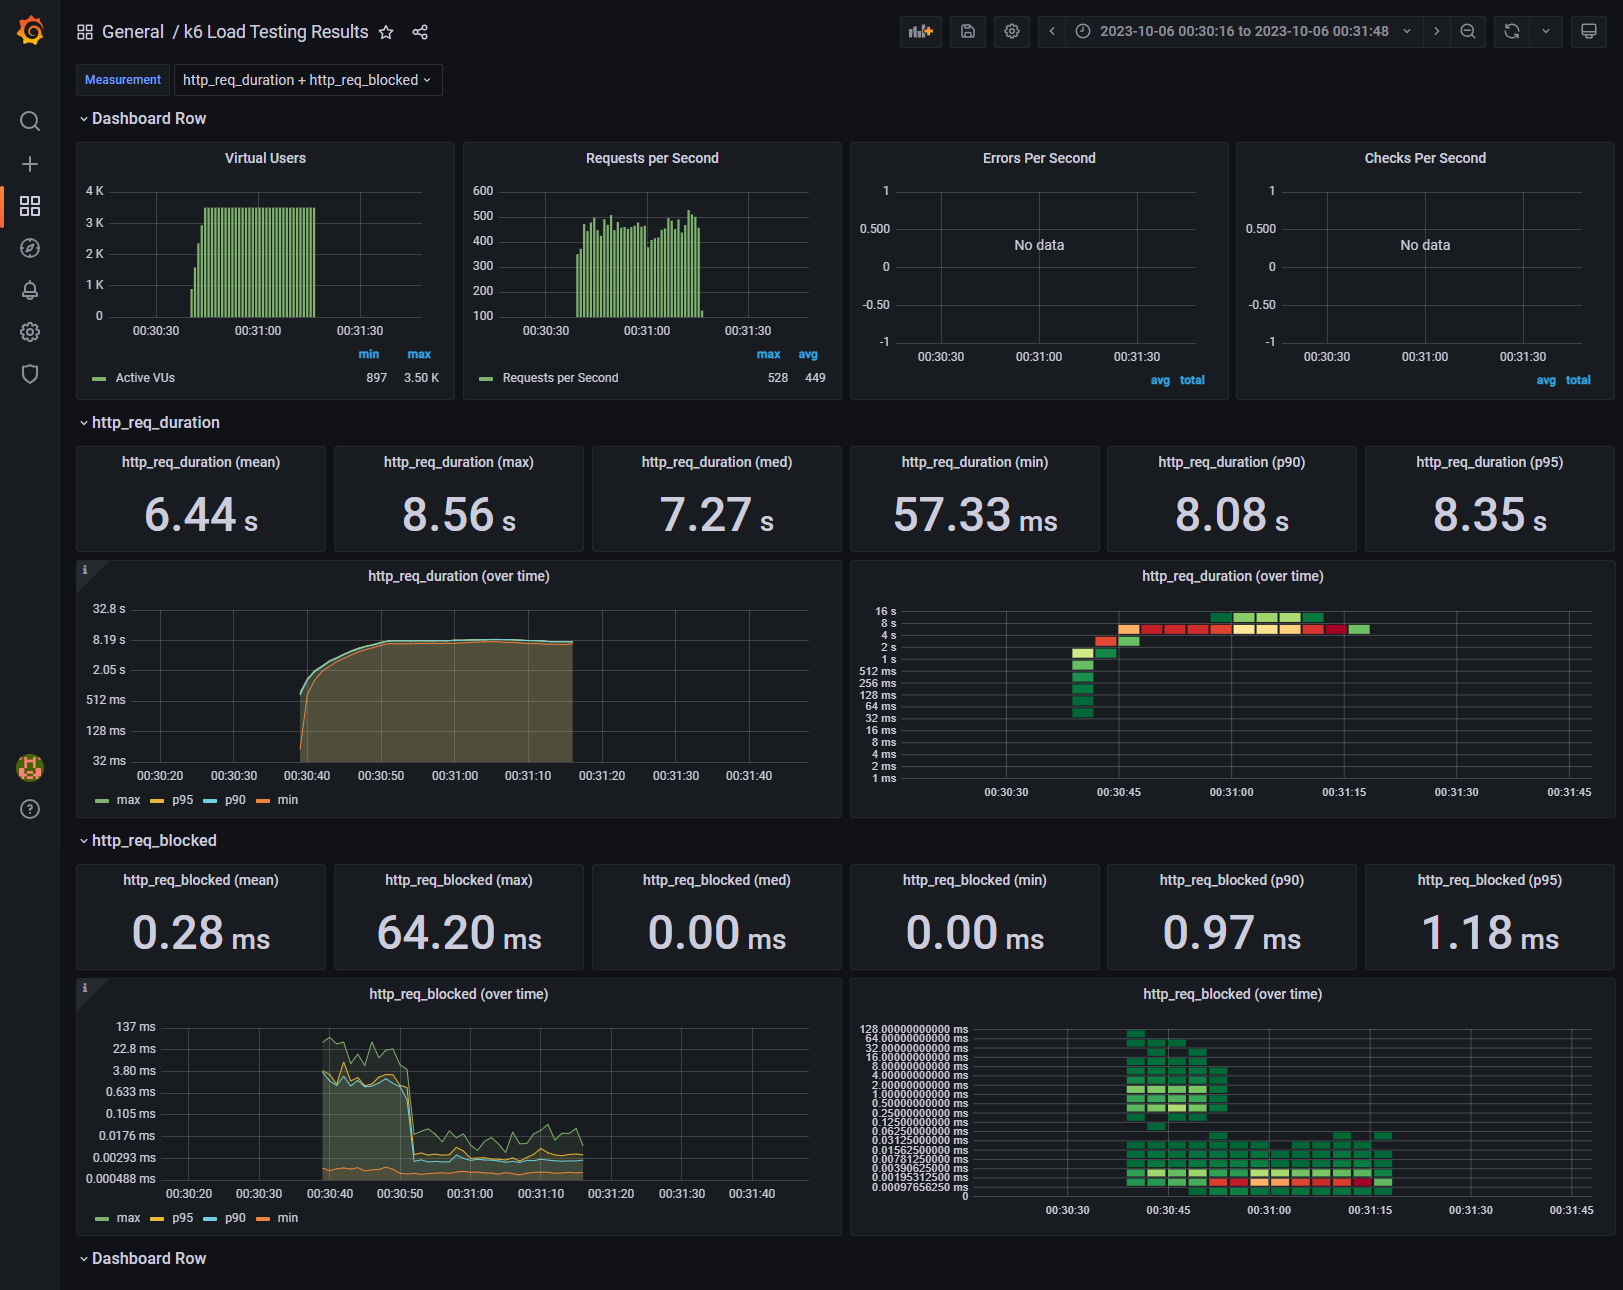 General / k6 Load Testing Results
2023-10-06 00:30:16 to 2023-10-06 00:31:48
Measurement
http_req_duration + http_req_blocked
Dashboard Row
Virtual Users
4 K
3 K
2 K
1 K
0
00:30:30 00:31:00 00:31:30
min max
Active VUs 897 3.50 K
Requests per Second
600
500
400
300
200
100
00:30:30 00:31:00 00:31:30
max avg
Requests per Second 528 449
Errors Per Second
1
0.500
0
-0.50
-1
No data
00:30:30 00:31:00 00:31:30
avg total
Checks Per Second
1
0.500
0
-0.50
-1
No data
00:30:30 00:31:00 00:31:30
avg total
http_req_duration
http_req_duration (mean)
6.44 s
http_req_duration (max)
8.56 s
http_req_duration (med)
7.27 s
http_req_duration (min)
57.33 ms
http_req_duration (p90)
8.08 s
http_req_duration (p95)
8.35 s
i
http_req_duration (over time)
32.8 s
8.19 s
2.05 s
512 ms
128 ms
32 ms
00:30:20 00:30:30 00:30:40 00:30:50 00:31:00 00:31:10 00:31:20 00:31:30 00:31:40
max p95 p90 min
http_req_duration (over time)
16 s
8 s
4 s
2 s
1 s
512 ms
256 ms
128 ms
64 ms
32 ms
16 ms
8 ms
4 ms
2 ms
1 ms
00:30:30 00:30:45 00:31:00 00:31:15 00:31:30 00:31:45
http_req_blocked
http_req_blocked (mean)
0.28 ms
http_req_blocked (max)
64.20 ms
http_req_blocked (med)
0.00 ms
http_req_blocked (min)
0.00 ms
http_req_blocked (p90)
0.97 ms
http_req_blocked (p95)
1.18 ms
i
http_req_blocked (over time)
137 ms
22.8 ms
3.80 ms
0.633 ms
0.105 ms
0.0176 ms
0.00293 ms
0.000488 ms
00:30:20 00:30:30 00:30:40 00:30:50 00:31:00 00:31:10 00:31:20 00:31:30 00:31:40
max p95 p90 min
http_req_blocked (over time)
128.00000000000 ms
64.00000000000 ms
32.00000000000 ms
16.00000000000 ms
8.00000000000 ms
4.00000000000 ms
2.00000000000 ms
1.00000000000 ms
0.50000000000 ms
0.25000000000 ms
0.12500000000 ms
0.06250000000 ms
0.03125000000 ms
0.01562500000 ms
0.00781250000 ms
0.00390625000 ms
0.00195312500 ms
0.00097656250 ms
0
00:30:30 00:30:45 00:31:00 00:31:15 00:31:30 00:31:45
Dashboard Row